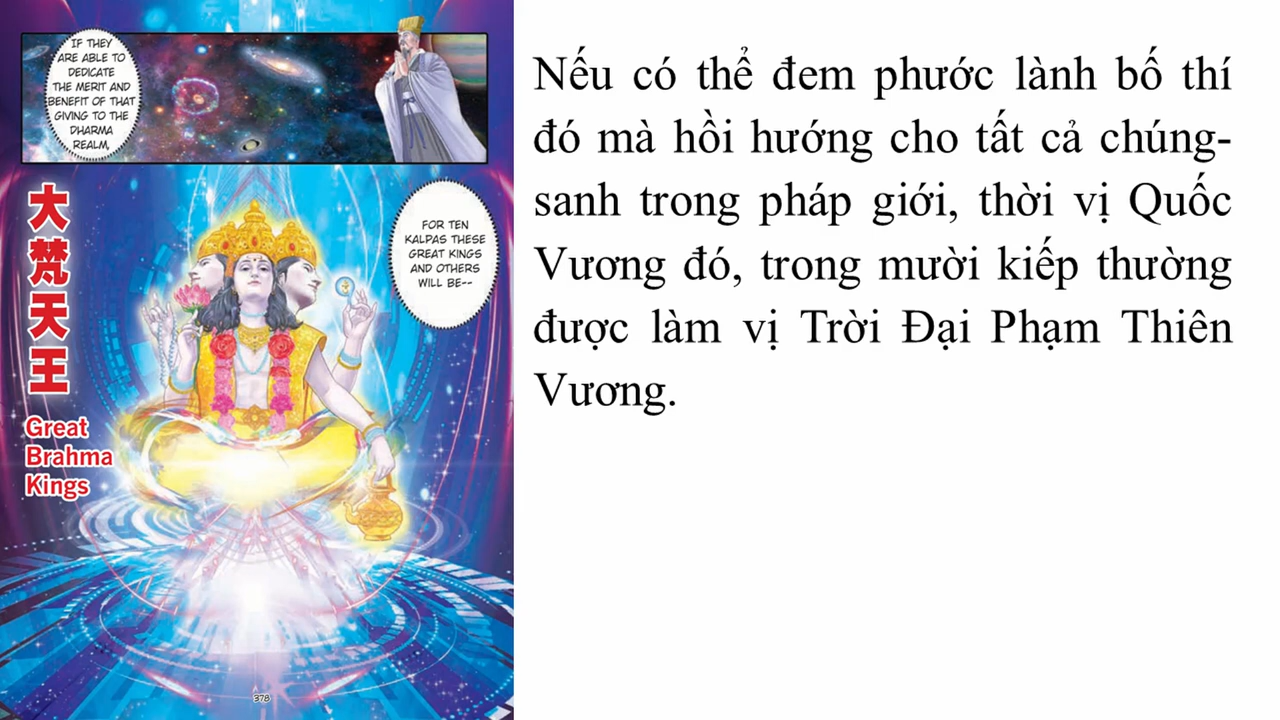 IF THEY
ARE ABLE TO
DEDICATE
THE MERIT AND
BENEFIT OF THAT
GIVING TO THE
DHARMA
REALM,
大梵天王
Great
Brahma
Kings
FOR TEN
KALPAS THESE
GREAT KINGS
AND OTHERS
WILL BE--
378
Nếu có thể đem phước lành bố thí
đó mà hồi hướng cho tất cả chúng-
sanh trong pháp giới, thời vị Quốc
Vương đó, trong mười kiếp thường
được làm vị Trời Đại Phạm Thiên
Vương.